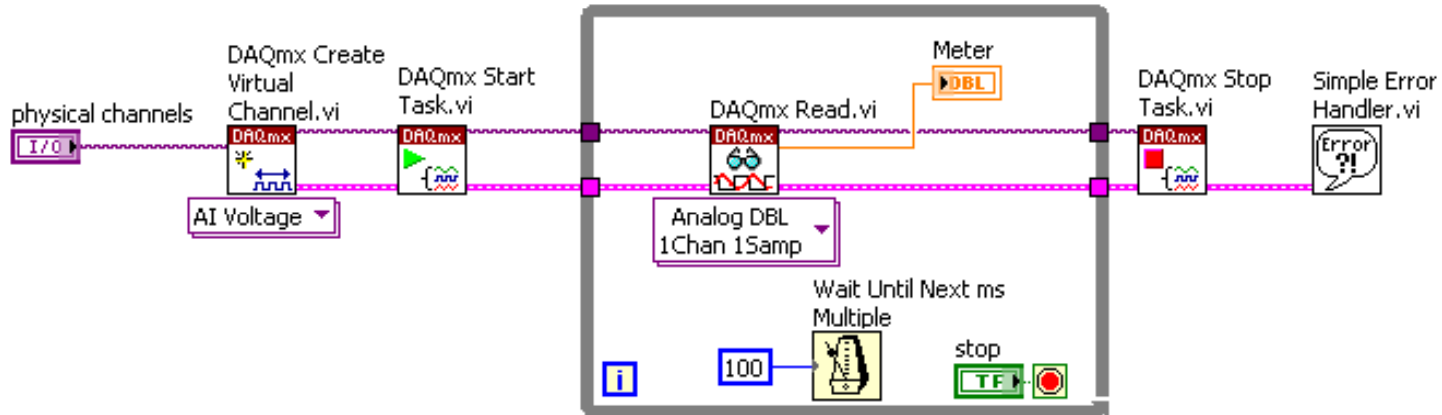 physical channels
I/O
DAQmx Create
Virtual
Channel.vi
DAQmx
AI Voltage
DAQmx Start
Task.vi
DAQmx
DAQmx Read.vi
DAQmx
Analog DBL
1Chan 1Samp
Meter
DBL
Wait Until Next ms
Multiple
100
i
stop
TF
DAQmx Stop
Task.vi
DAQmx
Simple Error
Handler.vi
Error
?!